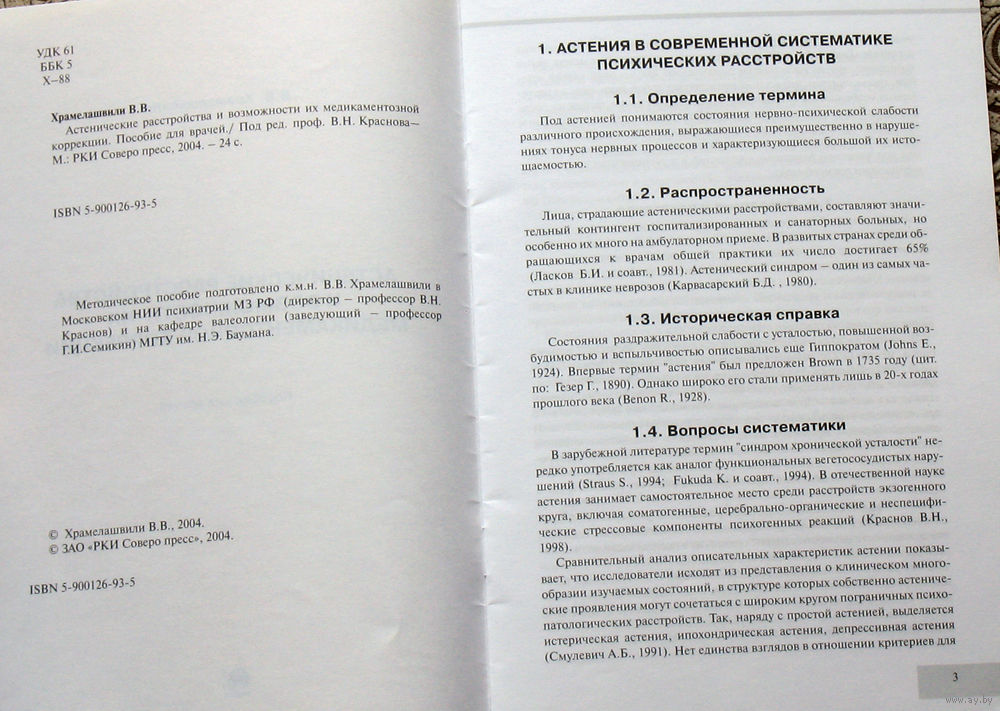 УДК 61
ББК 5
Х–88
Храмелашвили В.В.
Астенические расстройства и возможности их медикаментозной
коррекции. Пособие для врачей./ Под ред. проф. В.Н. Краснова—
М.: РКИ Соверо пресс, 2004. – 24 с.
ISBN 5-900126-93-5
Методическое пособие подготовлено к.м.н. В.В. Храмелашвили в
Московском НИИ психиатрии МЗ РФ (директор – профессор В.Н.
Краснов) и на кафедре валеологии (заведующий – профессор
Г.И.Семикин) МГТУ им. Н.Э. Баумана.
© Храмелашвили В.В., 2004.
© ЗАО «РКИ Соверо пресс», 2004.
ISBN 5-900126-93-5
1. АСТЕНИЯ В СОВРЕМЕННОЙ СИСТЕМАТИКЕ
ПСИХИЧЕСКИХ РАССТРОЙСТВ
1.1. Определение термина
Под астенией понимаются состояния нервно-психической слабости
различного происхождения, выражающиеся преимущественно в наруше-
ниях тонуса нервных процессов и характеризующиеся большой их исто-
щаемостью.
1.2. Распространенность
Лица, страдающие астеническими расстройствами, составляют значи-
тельный контингент госпитализированных и санаторных больных, но
особенно их много на амбулаторном приеме. В развитых странах среди об-
ращающихся к врачам общей практики их число достигает 65%
(Ласков Б.И. и соавт., 1981). Астенический синдром – один из самых ча-
стых в клинике неврозов (Карвасарский Б.Д. , 1980).
1.3. Историческая справка
Состояния раздражительной слабости с усталостью, повышенной воз-
будимостью и вспыльчивостью описывались еще Гиппократом (Johns E.,
1924). Впервые термин "астения" был предложен Brown в 1735 году (цит.
по: Гезер Г., 1890). Однако широко его стали применять лишь в 20-х годах
прошлого века (Benon R., 1928).
1.4. Вопросы систематики
В зарубежной литературе термин "синдром хронической усталости" не-
редко употребляется как аналог функциональных вегетососудистых нару-
шений (Straus S., 1994; Fukuda K. и соавт., 1994). В отечественной науке
астения занимает самостоятельное место среди расстройств экзогенного
круга, включая соматогенные, церебрально-органические и неспецифи-
ческие стрессовые компоненты психогенных реакций (Краснов В.Н.,
1998).
Сравнительный анализ описательных характеристик астении показы-
вает, что исследователи исходят из представления о клиническом много-
образии изучаемых состояний, в структуре которых собственно астениче-
ские проявления могут сочетаться с широким кругом пограничных психо-
патологических расстройств. Так, наряду с простой астенией, выделяется
истерическая астения, ипохондрическая астения, депрессивная астения
(Смулевич А.Б., 1991). Нет единства взглядов в отношении критериев для
3
www.ay.by